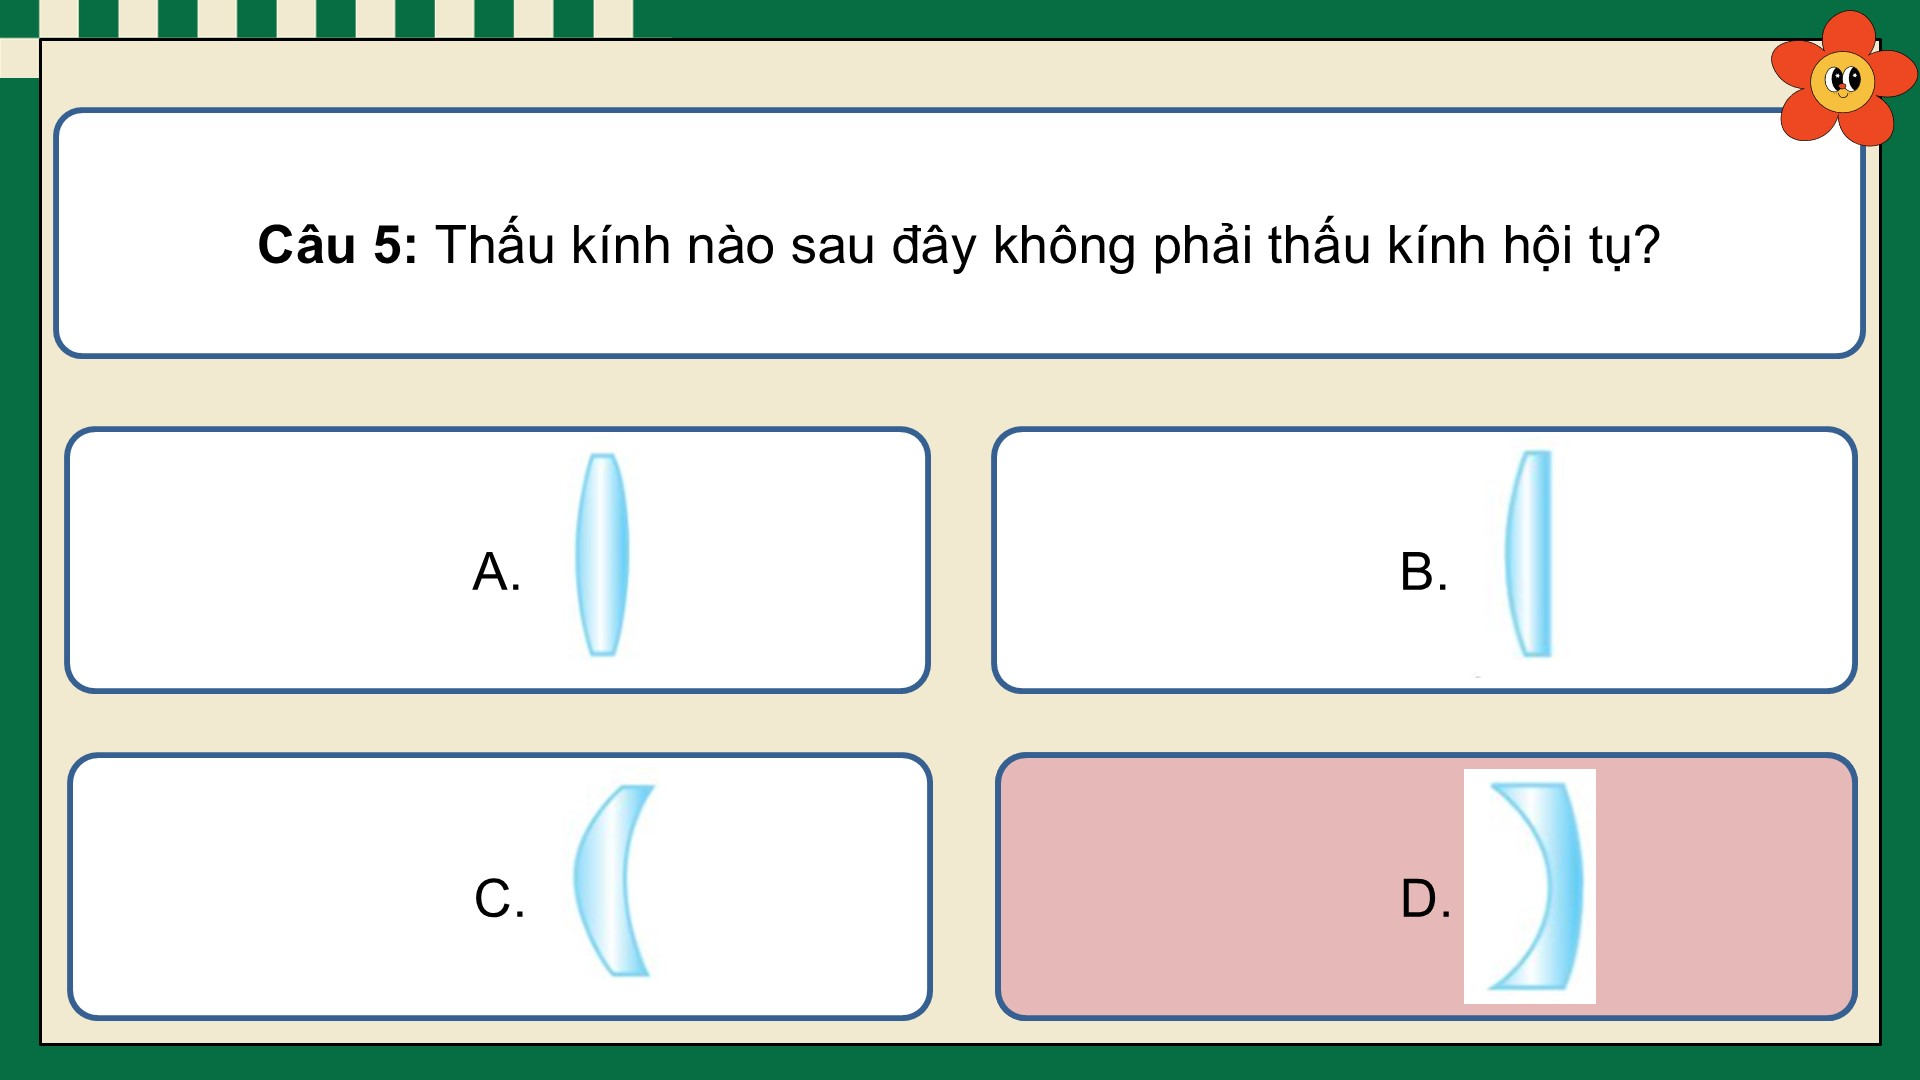 Câu 5: Thấu kính nào sau đây không phải thấu kính hội tụ?
A.
B.
C.
D.